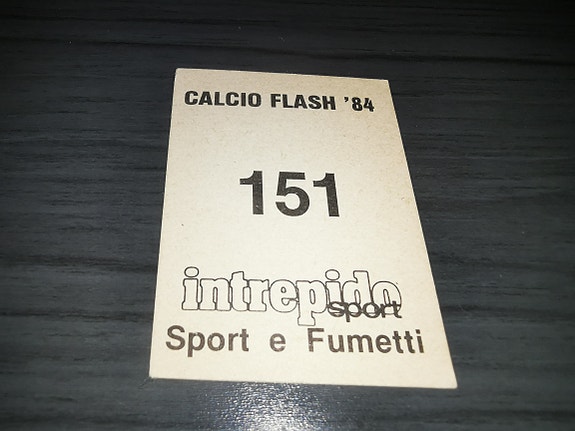 CALCIO FLASH '84
151
intrepido
sport
Sport e Fumetti